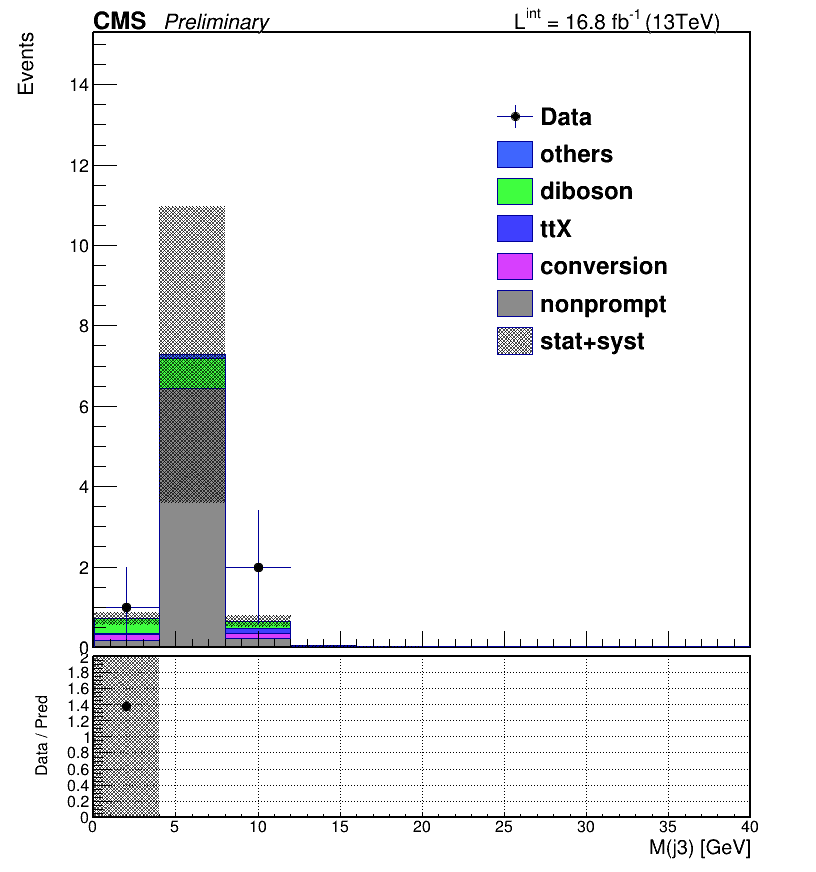 CMS Preliminary L^int = 16.8 fb^-1 (13TeV)
Events
14
12
10
8
6
4
2
0
Data
others
diboson
ttX
conversion
nonprompt
stat+syst
Data / Pred
2
1.8
1.6
1.4
1.2
1
0.8
0.6
0.4
0.2
0
0 5 10 15 20 25 30 35 40
M(j3) [GeV]